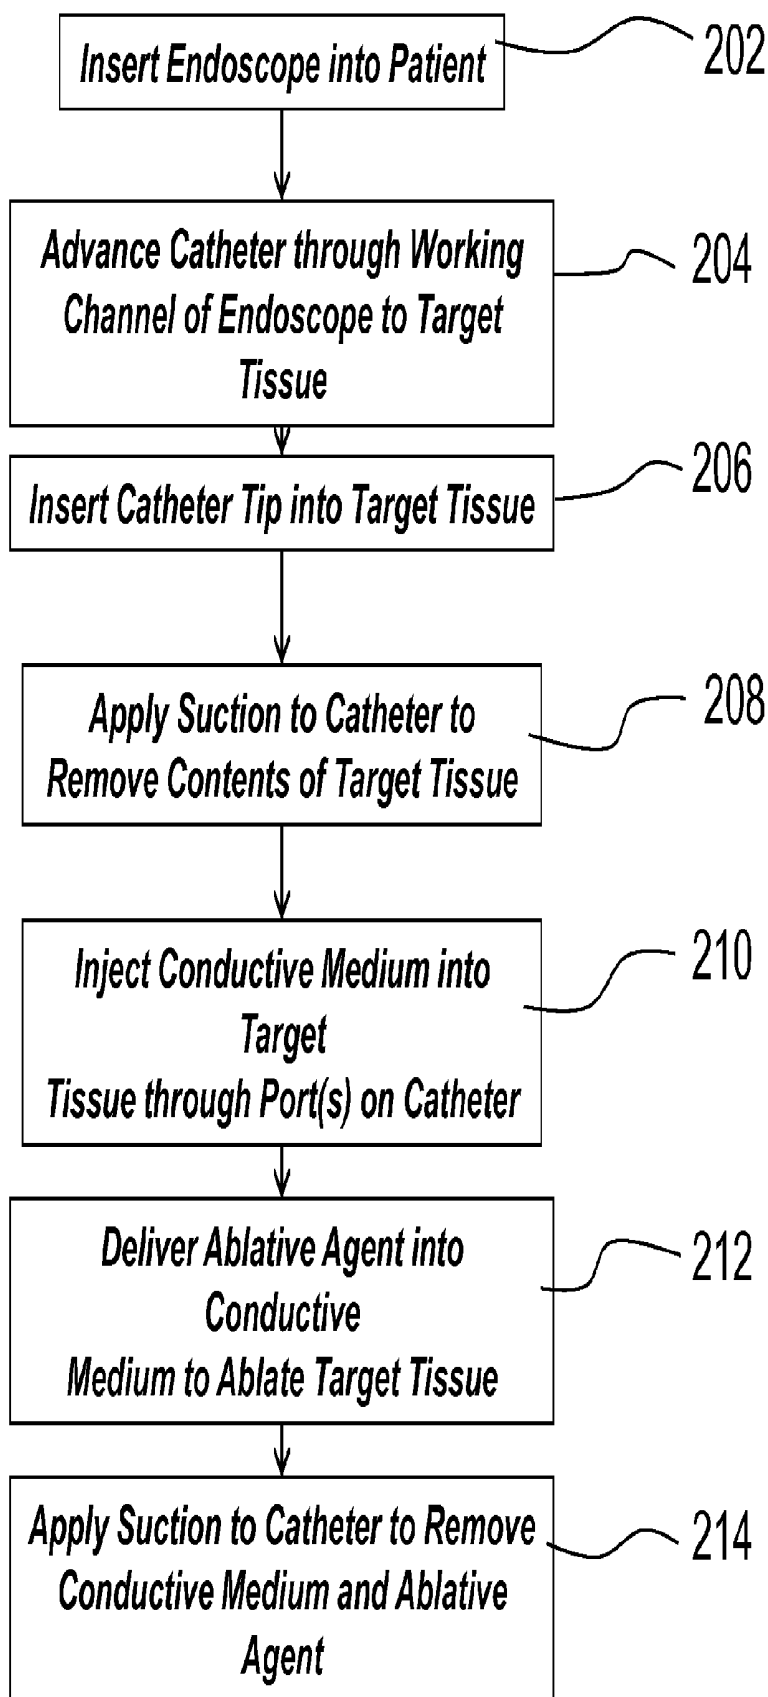 Insert Endoscope into Patient
202
Advance Catheter through Working
Channel of Endoscope to Target
Tissue
204
Insert Catheter Tip into Target Tissue
206
Apply Suction to Catheter to
Remove Contents of Target Tissue
208
Inject Conductive Medium into
Target
Tissue through Port(s) on Catheter
210
Deliver Ablative Agent into
Conductive
Medium to Ablate Target Tissue
212
Apply Suction to Catheter to Remove
Conductive Medium and Ablative
Agent
214